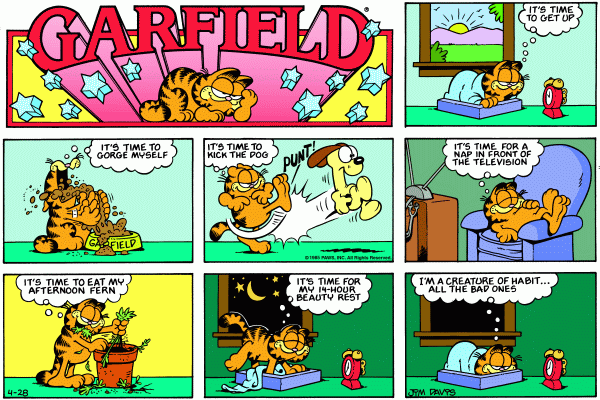 GARFIELD
®
IT'S TIME
TO GET UP
IT'S TIME TO
GORGE MYSELF
GARFIELD
IT'S TIME TO
KICK THE DOG
PUNT!
© 1985 PAWS, INC. All Rights Reserved.
IT'S TIME FOR A
NAP IN FRONT OF
THE TELEVISION
IT'S TIME TO EAT MY
AFTERNOON FERN
4-28
IT'S TIME FOR
MY 14-HOUR
BEAUTY REST
I'M A CREATURE OF HABIT...
ALL THE BAD ONES
JIM DAVIS